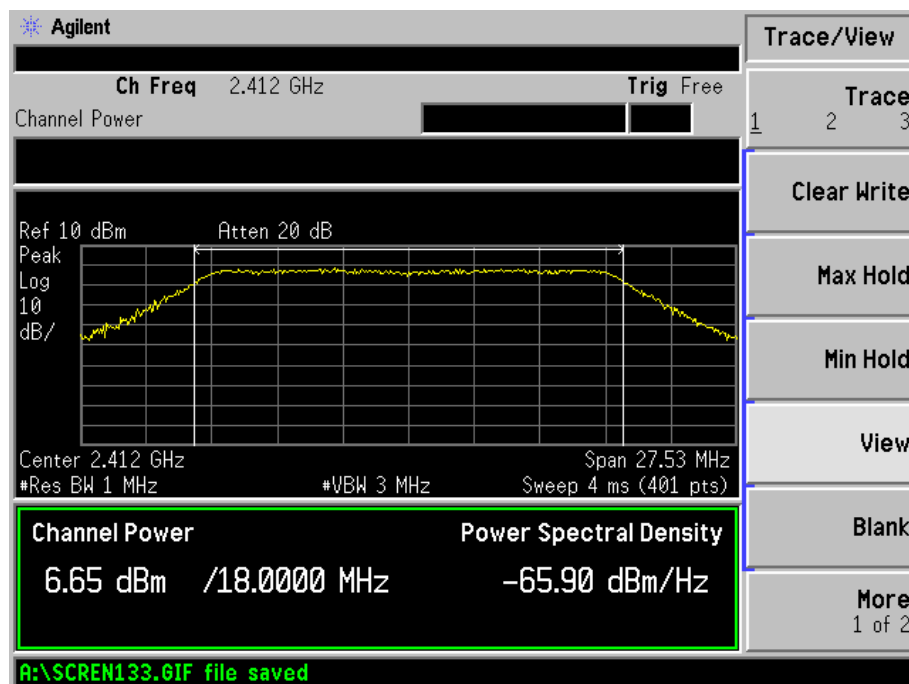 Agilent
Trace/View
Ch Freq 2.412 GHz Trig Free
Channel Power
Trace
1 2 3
Clear Write
Max Hold
Min Hold
View
Blank
More
1 of 2
Ref 10 dBm Atten 20 dB
Peak
Log
10
dB/
Center 2.412 GHz Span 27.53 MHz
#Res BW 1 MHz #VBW 3 MHz Sweep 4 ms (401 pts)
Channel Power Power Spectral Density
6.65 dBm /18.0000 MHz -65.90 dBm/Hz
A:\SCREN133.GIF file saved